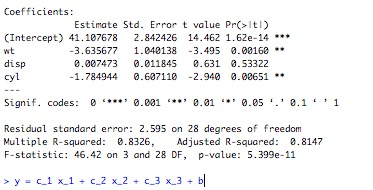 Coefficients:
Estimate Std. Error t value Pr(>|t|)
(Intercept) 41.107678 2.842426 14.462 1.62e-14 ***
wt -3.635677 1.040138 -3.495 0.00160 **
disp 0.007473 0.011845 0.631 0.53322
cyl -1.784944 0.607110 -2.940 0.00651 **
---
Signif. codes: 0 ‘***’ 0.001 ‘**’ 0.01 ‘*’ 0.05 ‘.’ 0.1 ‘ ’ 1
Residual standard error: 2.595 on 28 degrees of freedom
Multiple R-squared: 0.8326, Adjusted R-squared: 0.8147
F-statistic: 46.42 on 3 and 28 DF, p-value: 5.399e-11
> y = c_1 x_1 + c_2 x_2 + c_3 x_3 + b